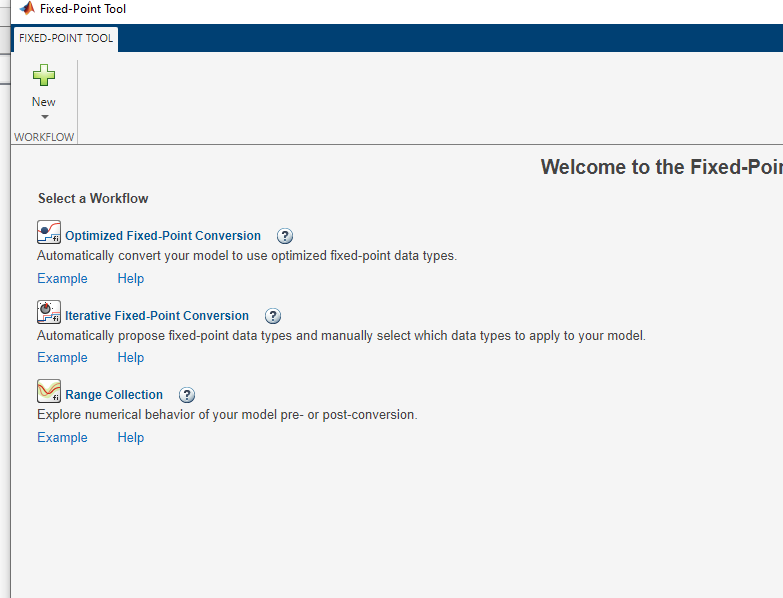 Fixed-Point Tool
FIXED-POINT TOOL
New
WORKFLOW
Welcome to the Fixed-Poin
Select a Workflow
Optimized Fixed-Point Conversion ?
Automatically convert your model to use optimized fixed-point data types.
Example Help
Iterative Fixed-Point Conversion ?
Automatically propose fixed-point data types and manually select which data types to apply to your model.
Example Help
Range Collection ?
Explore numerical behavior of your model pre- or post-conversion.
Example Help